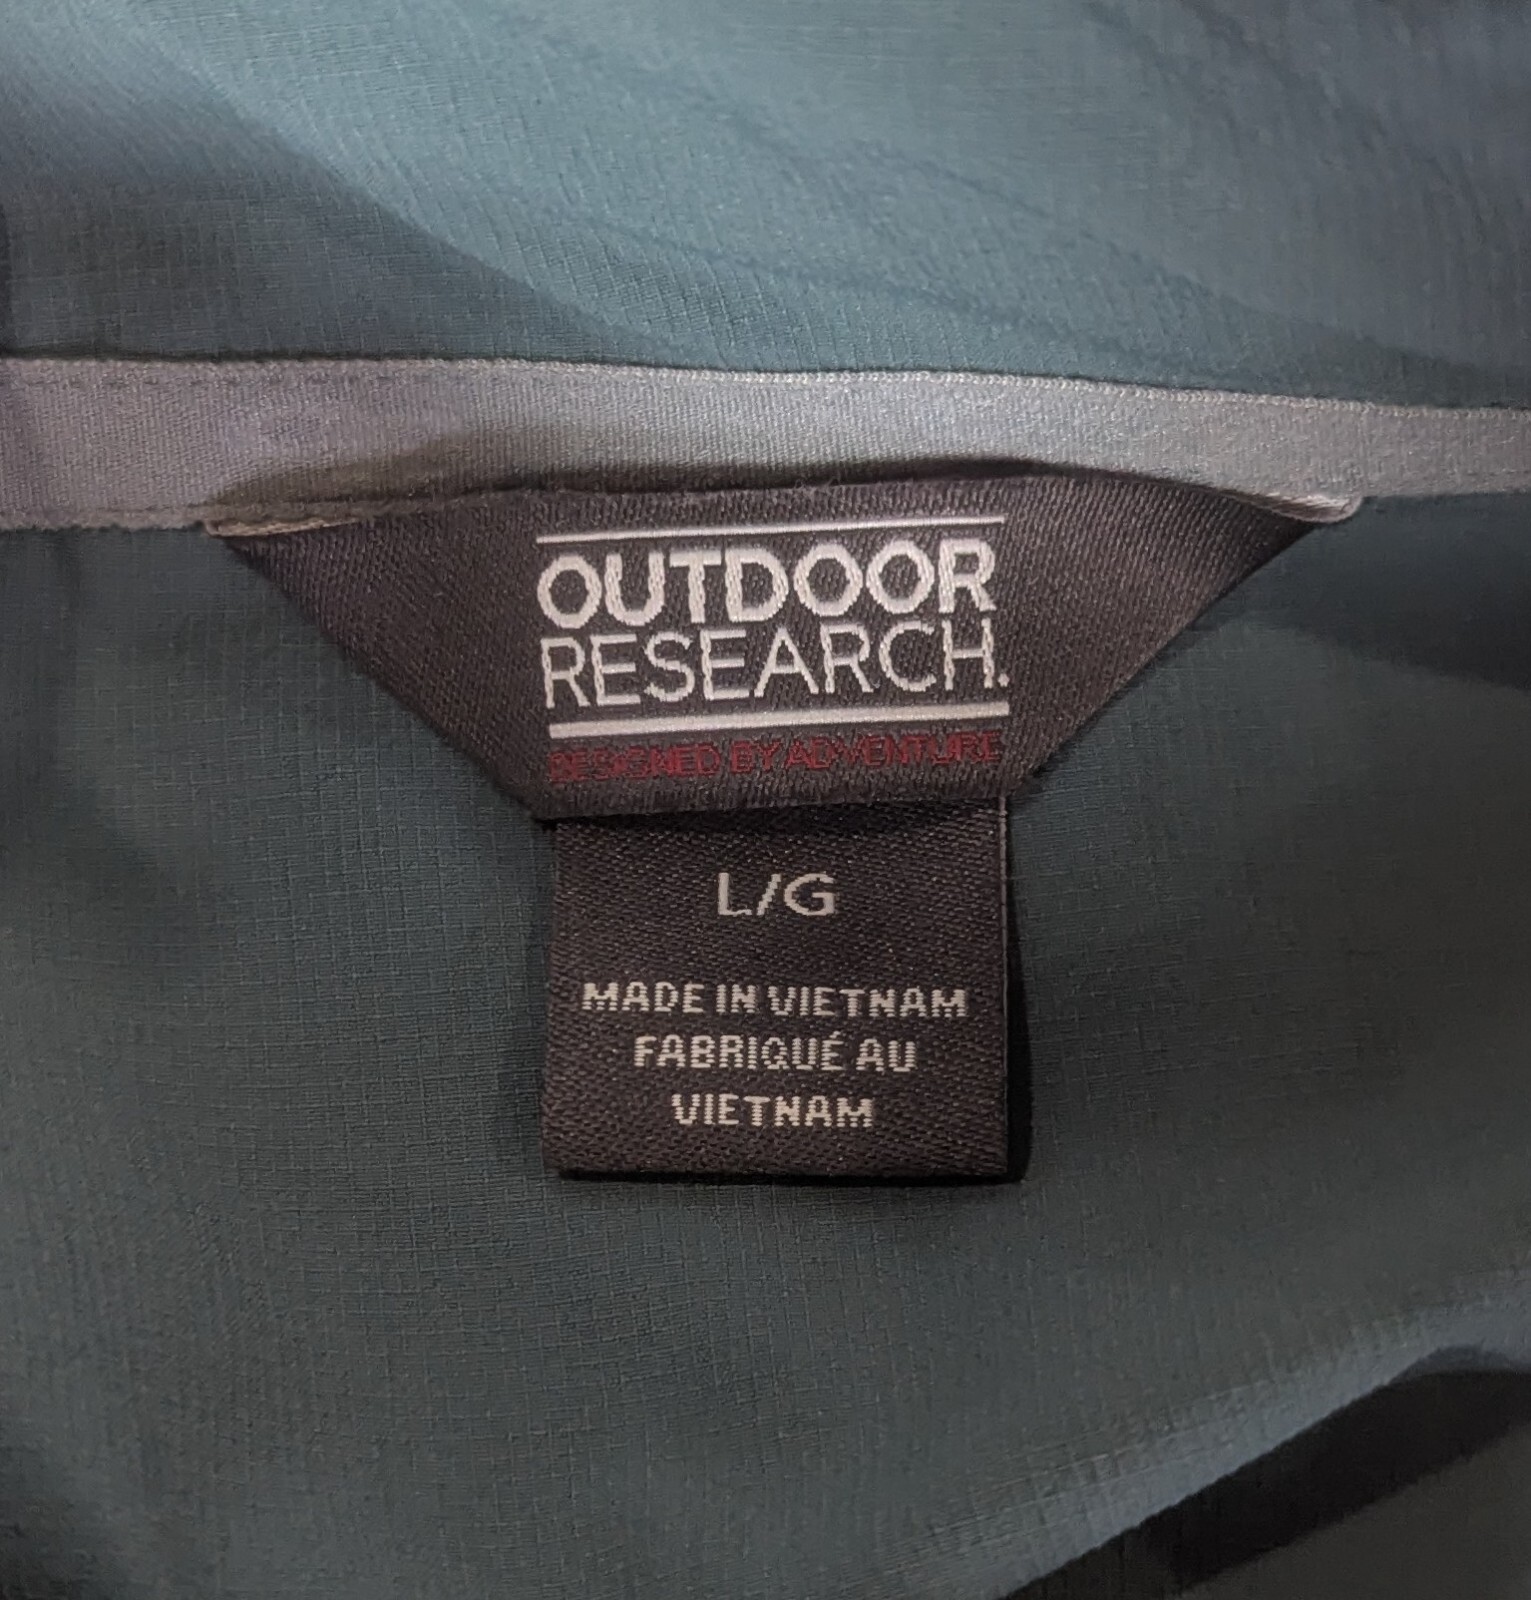 OUTDOOR
RESEARCH.
DESIGNED BY ADVENTURE
L/G
MADE IN VIETNAM
FABRIQUÉ AU
VIETNAM